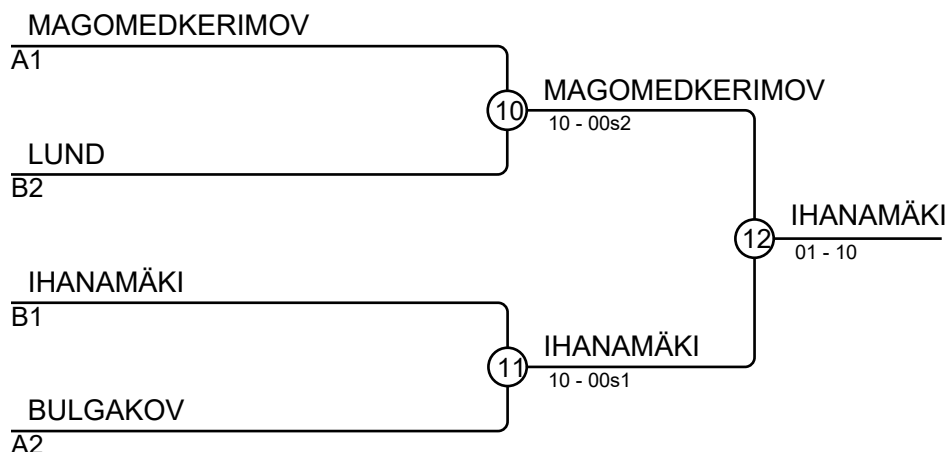 MAGOMEDKERIMOV
A1
10
MAGOMEDKERIMOV
10 - 00s2
LUND
B2
12
IHANAMÄKI
01 - 10
IHANAMÄKI
B1
11
IHANAMÄKI
10 - 00s1
BULGAKOV
A2